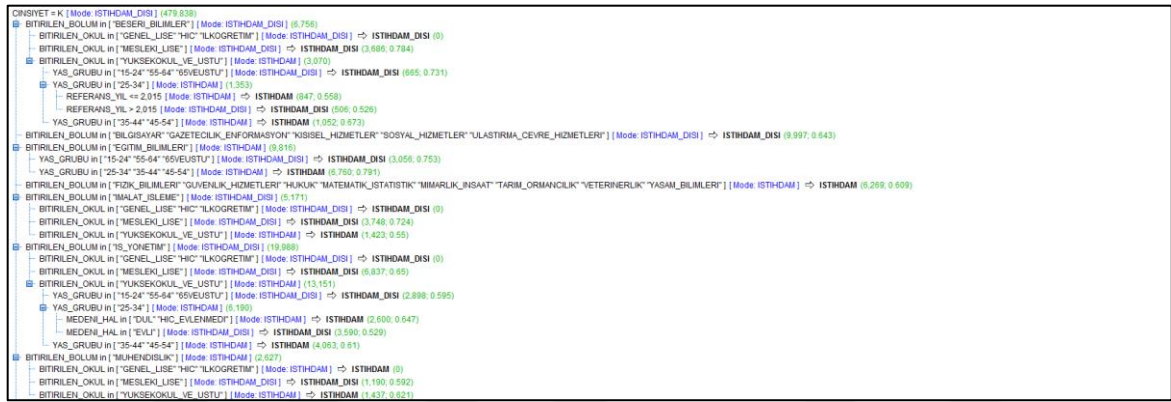 CINSIYET = K [ Mode: ISTIHDAM_DISI ] (479,838)
BITIRILEN_BOLUM in [ "BESERI_BILIMLER" ] [ Mode: ISTIHDAM_DISI ] (6,756)
BITIRILEN_OKUL in [ "GENEL_LISE" "HIC" "ILKOGRETIM" ] [ Mode: ISTIHDAM_DISI ] ⇨ ISTIHDAM_DISI (0)
BITIRILEN_OKUL in [ "MESLEKI_LISE" ] [ Mode: ISTIHDAM_DISI ] ⇨ ISTIHDAM_DISI (3,686; 0.784)
BITIRILEN_OKUL in [ "YUKSEKOKUL_VE_USTU" ] [ Mode: ISTIHDAM ] (3,070)
YAS_GRUBU in [ "15-24" "55-64" "65VEUSTU" ] [ Mode: ISTIHDAM_DISI ] ⇨ ISTIHDAM_DISI (665; 0.731)
YAS_GRUBU in [ "25-34" ] [ Mode: ISTIHDAM ] (1,353)
REFERANS_YIL <= 2,015 [ Mode: ISTIHDAM ] ⇨ ISTIHDAM (847; 0.558)
REFERANS_YIL > 2,015 [ Mode: ISTIHDAM_DISI ] ⇨ ISTIHDAM_DISI (506; 0.526)
YAS_GRUBU in [ "35-44" "45-54" ] [ Mode: ISTIHDAM ] ⇨ ISTIHDAM (1,052; 0.673)
BITIRILEN_BOLUM in [ "BILGISAYAR" "GAZETECILIK_ENFORMASYON" "KISISEL_HIZMETLER" "SOSYAL_HIZMETLER" "ULASTIRMA_CEVRE_HIZMETLERI" ] [ Mode: ISTIHDAM_DISI ] ⇨ ISTIHDAM_DISI (9,997; 0.643)
BITIRILEN_BOLUM in [ "EGITIM_BILIMLERI" ] [ Mode: ISTIHDAM ] (9,816)
YAS_GRUBU in [ "15-24" "55-64" "65VEUSTU" ] [ Mode: ISTIHDAM_DISI ] ⇨ ISTIHDAM_DISI (3,056; 0.753)
YAS_GRUBU in [ "25-34" "35-44" "45-54" ] [ Mode: ISTIHDAM ] ⇨ ISTIHDAM (6,760; 0.791)
BITIRILEN_BOLUM in [ "FIZIK_BILIMLERI" "GUVENLIK_HIZMETLERI" "HUKUK" "MATEMATIK_ISTATISTIK" "MIMARLIK_INSAAT" "TARIM_ORMANCILIK" "VETERINERLIK" "YASAM_BILIMLERI" ] [ Mode: ISTIHDAM ] ⇨ ISTIHDAM (6,269; 0.609)
BITIRILEN_BOLUM in [ "IMALAT_ISLEME" ] [ Mode: ISTIHDAM_DISI ] (5,171)
BITIRILEN_OKUL in [ "GENEL_LISE" "HIC" "ILKOGRETIM" ] [ Mode: ISTIHDAM_DISI ] ⇨ ISTIHDAM_DISI (0)
BITIRILEN_OKUL in [ "MESLEKI_LISE" ] [ Mode: ISTIHDAM_DISI ] ⇨ ISTIHDAM_DISI (3,748; 0.724)
BITIRILEN_OKUL in [ "YUKSEKOKUL_VE_USTU" ] [ Mode: ISTIHDAM ] ⇨ ISTIHDAM (1,423; 0.55)
BITIRILEN_BOLUM in [ "IS_YONETIM" ] [ Mode: ISTIHDAM_DISI ] (19,988)
BITIRILEN_OKUL in [ "GENEL_LISE" "HIC" "ILKOGRETIM" ] [ Mode: ISTIHDAM_DISI ] ⇨ ISTIHDAM_DISI (0)
BITIRILEN_OKUL in [ "MESLEKI_LISE" ] [ Mode: ISTIHDAM_DISI ] ⇨ ISTIHDAM_DISI (6,837; 0.65)
BITIRILEN_OKUL in [ "YUKSEKOKUL_VE_USTU" ] [ Mode: ISTIHDAM ] (13,151)
YAS_GRUBU in [ "15-24" "55-64" "65VEUSTU" ] [ Mode: ISTIHDAM_DISI ] ⇨ ISTIHDAM_DISI (2,898; 0.595)
YAS_GRUBU in [ "25-34" ] [ Mode: ISTIHDAM ] (6,190)
MEDENI_HAL in [ "DUL" "HIC_EVLENMEDI" ] [ Mode: ISTIHDAM ] ⇨ ISTIHDAM (2,600; 0.647)
MEDENI_HAL in [ "EVLI" ] [ Mode: ISTIHDAM_DISI ] ⇨ ISTIHDAM_DISI (3,590; 0.529)
YAS_GRUBU in [ "35-44" "45-54" ] [ Mode: ISTIHDAM ] ⇨ ISTIHDAM (4,063; 0.61)
BITIRILEN_BOLUM in [ "MUHENDISLIK" ] [ Mode: ISTIHDAM ] (2,627)
BITIRILEN_OKUL in [ "GENEL_LISE" "HIC" "ILKOGRETIM" ] [ Mode: ISTIHDAM ] ⇨ ISTIHDAM (0)
BITIRILEN_OKUL in [ "MESLEKI_LISE" ] [ Mode: ISTIHDAM_DISI ] ⇨ ISTIHDAM_DISI (1,190; 0.592)
BITIRILEN_OKUL in [ "YUKSEKOKUL_VE_USTU" ] [ Mode: ISTIHDAM ] ⇨ ISTIHDAM (1,437; 0.621)